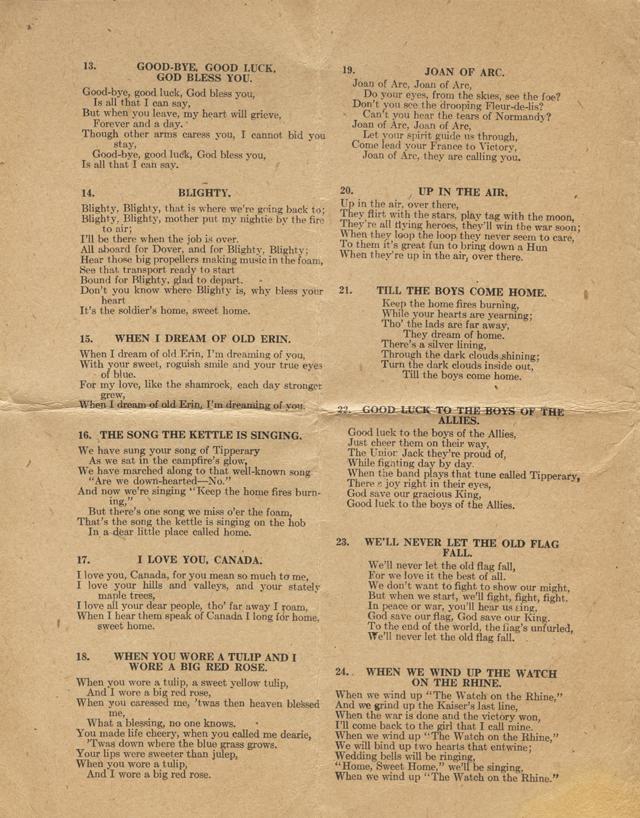 13. GOOD-BYE, GOOD LUCK,
GOD BLESS YOU.
Good-bye, good luck, God bless you,
Is all that I can say,
But when you leave, my heart will grieve,
Forever and a day.
Though other arms caress you, I cannot bid you
stay,
Good-bye, good luck, God bless you,
Is all that I can say.
14. BLIGHTY.
Blighty, Blighty, that is where we're going back to;
Blighty, Blighty, mother put my nightie by the fire
to air;
I'll be there when the job is over.
All aboard for Dover, and for Blighty, Blighty;
Hear those big propellers making music in the foam,
See that transport ready to start
Bound for Blighty, glad to depart.
Don't you know where Blighty is, why bless your
heart
It's the soldier's home, sweet home.
15. WHEN I DREAM OF OLD ERIN.
When I dream of old Erin, I'm dreaming of you,
With your sweet, roguish smile and your true eyes
of blue.
For my love, like the shamrock, each day stronger
grew,
When I dream of old Erin, I'm dreaming of you.
16. THE SONG THE KETTLE IS SINGING.
We have sung your song of Tipperary
As we sat in the campfire's glow,
We have marched along to that well-known song
"Are we down-hearted—No."
And now we're singing "Keep the home fires burn-
ing,"
But there's one song we miss o'er the foam,
That's the song the kettle is singing on the hob
In a dear little place called home.
17. I LOVE YOU, CANADA.
I love you, Canada, for you mean so much to me,
I love your hills and valleys, and your stately
maple trees,
I love all your dear people, tho' far away I roam,
When I hear them speak of Canada I long for home,
sweet home.
18. WHEN YOU WORE A TULIP AND I
WORE A BIG RED ROSE.
When you wore a tulip, a sweet yellow tulip,
And I wore a big red rose,
When you caressed me, 'twas then heaven blessed
me,
What a blessing, no one knows.
You made life cheery, when you called me dearie,
'Twas down where the blue grass grows.
Your lips were sweeter than julep,
When you wore a tulip,
And I wore a big red rose.
19. JOAN OF ARC.
Joan of Arc, Joan of Arc,
Do your eyes, from the skies, see the foe?
Don't you see the drooping Fleur-de-lis?
Can't you hear the tears of Normandy?
Joan of Arc, Joan of Arc,
Let your spirit guide us through,
Come lead your France to Victory,
Joan of Arc, they are calling you.
20. UP IN THE AIR.
Up in the air, over there,
They flirt with the stars, play tag with the moon,
They're all flying heroes, they'll win the war soon;
When they loop the loop they never seem to care,
To them it's great fun to bring down a Hun
When they're up in the air, over there.
21. TILL THE BOYS COME HOME.
Keep the home fires burning,
While your hearts are yearning;
Tho' the lads are far away,
They dream of home.
There's a silver lining,
Through the dark clouds shining;
Turn the dark clouds inside out,
Till the boys come home.
22. GOOD LUCK TO THE BOYS OF THE
ALLIES.
Good luck to the boys of the Allies,
Just cheer them on their way,
The Union Jack they're proud of,
While fighting day by day.
When the band plays that tune called Tipperary,
There s joy right in their eyes,
God save our gracious King,
Good luck to the boys of the Allies.
23. WE'LL NEVER LET THE OLD FLAG
FALL.
We'll never let the old flag fall,
For we love it the best of all.
We don't want to fight to show our might,
But when we start, we'll fight, fight, fight.
In peace or war, you'll hear us sing,
God save our flag, God save our King.
To the end of the world, the flag's unfurled,
We'll never let the old flag fall.
24. WHEN WE WIND UP THE WATCH
ON THE RHINE.
When we wind up "The Watch on the Rhine,"
And we grind up the Kaiser's last line,
When the war is done and the victory won,
I'll come back to the girl that I call mine.
When we wind up "The Watch on the Rhine,"
We will bind up two hearts that entwine;
Wedding bells will be ringing,
"Home, Sweet Home," we'll be singing,
When we wind up "The Watch on the Rhine."